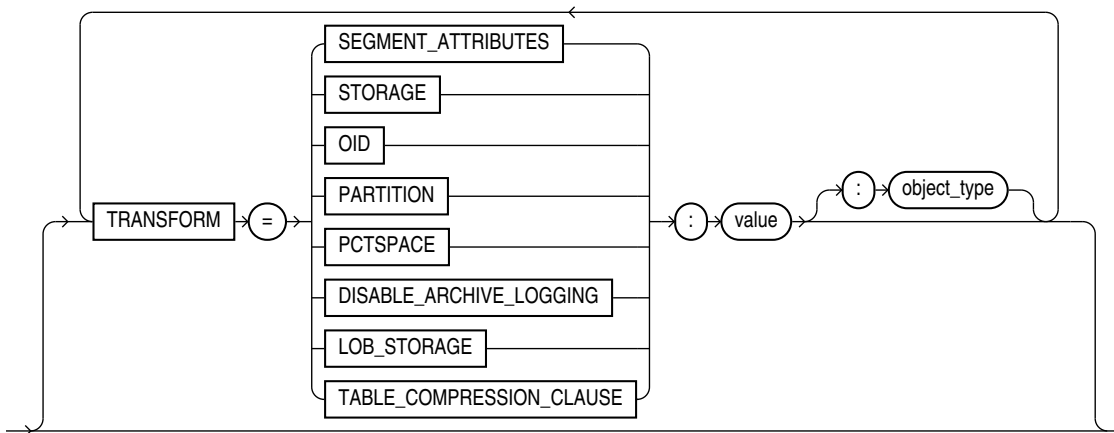 SEGMENT_ATTRIBUTES
STORAGE
OID
PARTITION
: object_type
TRANSFORM = : value
PCTSPACE
DISABLE_ARCHIVE_LOGGING
LOB_STORAGE
TABLE_COMPRESSION_CLAUSE